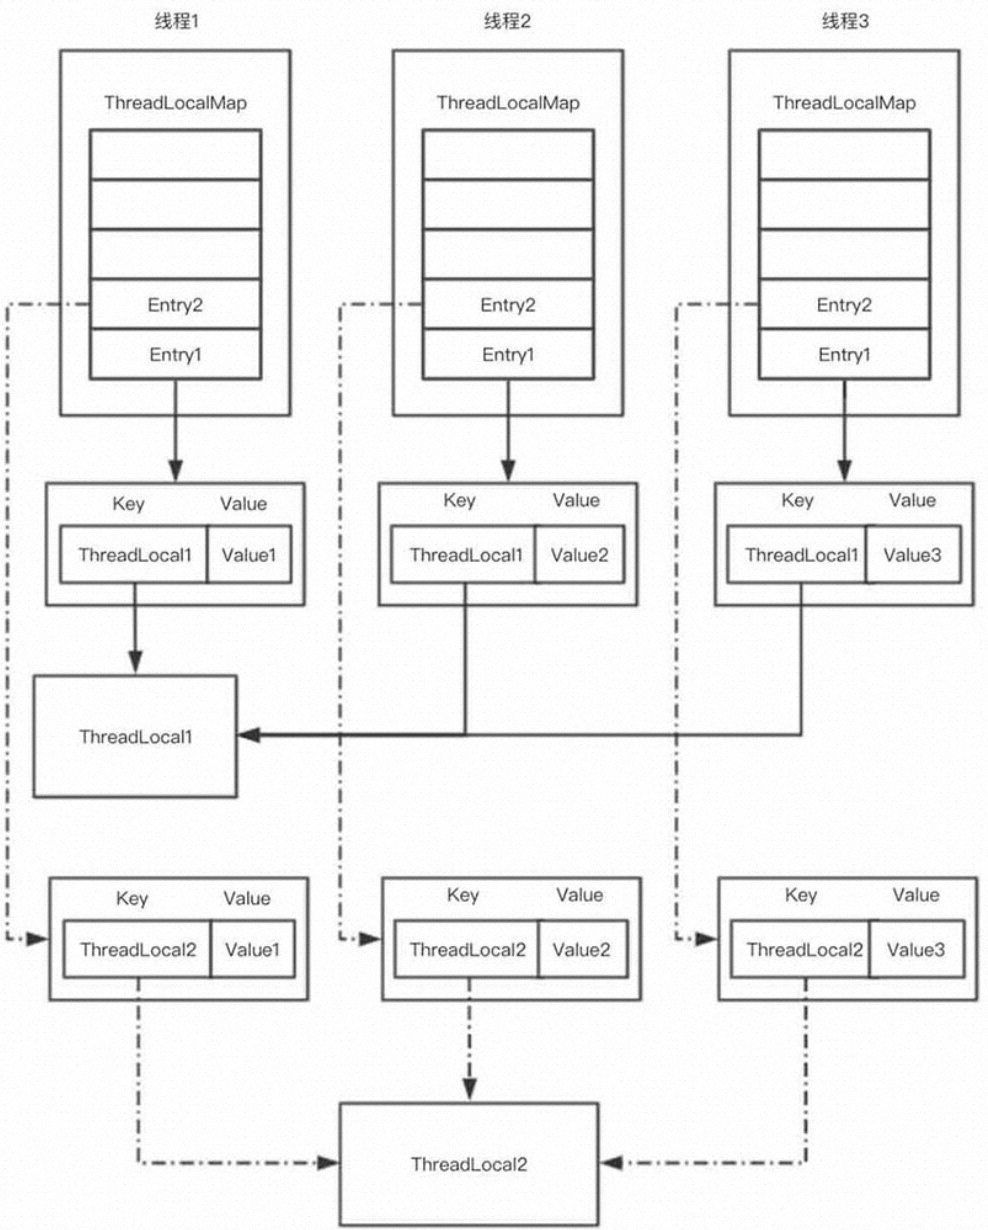 线程1 线程2 线程3
ThreadLocalMap ThreadLocalMap ThreadLocalMap
Entry2 Entry2 Entry2
Entry1 Entry1 Entry1
Key Value Key Value Key Value
ThreadLocal1 Value1 ThreadLocal1 Value2 ThreadLocal1 Value3
ThreadLocal1
Key Value Key Value Key Value
ThreadLocal2 Value1 ThreadLocal2 Value2 ThreadLocal2 Value3
ThreadLocal2